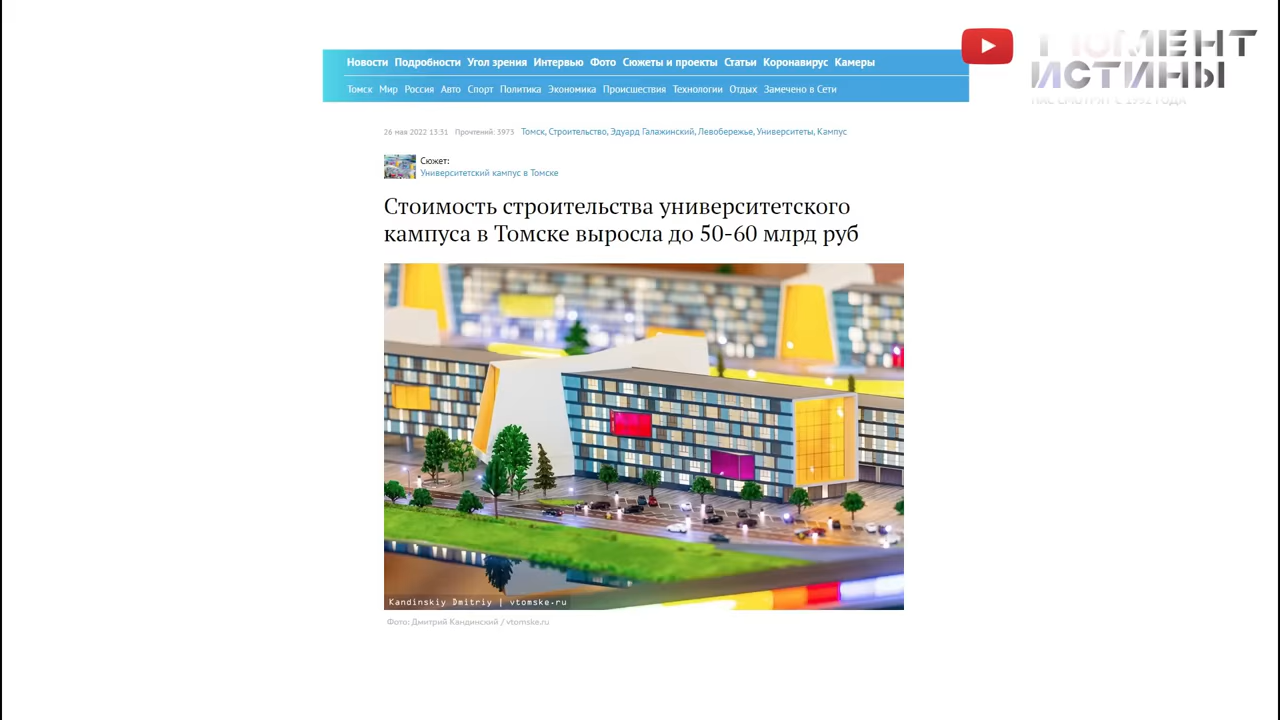 МОМЕНТ
ИСТИНЫ
НАС СМОТРЯТ С 1992 ГОДА
Новости Подробности Угол зрения Интервью Фото Сюжеты и проекты Статьи Коронавирус Камеры
Томск Мир Россия Авто Спорт Политика Экономика Происшествия Технологии Отдых Замечено в Сети
26 мая 2022 13:31 Прочтений: 3973 Томск, Строительство, Эдуард Галажинский, Левобережье, Университеты, Кампус
Сюжет:
Университетский кампус в Томске
Стоимость строительства университетского
кампуса в Томске выросла до 50-60 млрд руб
Kandinskiy Dmitriy | vtomske.ru
Фото: Дмитрий Кандинский / vtomske.ru